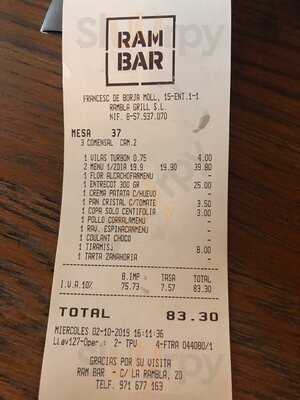 RAM
BAR
FRANCESC DE BORJA MOLL, 15-ENT.1-1
RAMBLA GRILL S.L.
NIF. B-57.937.070
MESA 37
3 COMENSAL CAM.2
1 VILAS TURBON 0.75 4.00
2 MENU 1/2DIA 19.9 19.90 39.80
1 FLOR ALCACHOFAMENU
1 ENTRECOT 300 GR 25.00
1 CREMA PATATA C/HUEVO
1 PAN CRISTAL C/TOMATE 3.50
1 COPA SOLO CENTIFOLIA 3.00
1 POLLO CORRALAMENU
1 RAV. ESPINACAMMENU
1 COULANT CHOCO
1 TIRAMISI 8.00
1 TARTA ZANAHORIA
B.IMP TASA TOTAL
I.V.A.10% 75.73 7.57 83.30
TOTAL 83.30
MIERCOLES 02-10-2019 16:11:36
Llav127-Oper.: 2- TPV 4-FTRA 044080/1
GRACIAS POR SU VISITA
RAM BAR - C/ LA RAMBLA, 20
TELF. 971 677 163